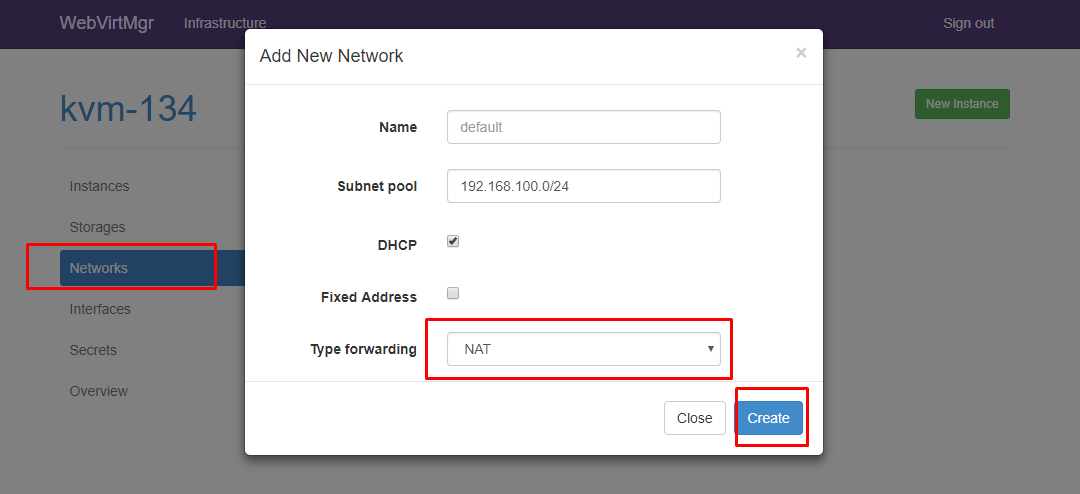 WebVirtMgr Infrastructure Sign out
Add New Network ×
kvm-134
New Instance
Name default
Instances
Subnet pool 192.168.100.0/24
Storages
DHCP
Networks
Fixed Address
Interfaces
Type forwarding NAT
Secrets
Overview
Close Create